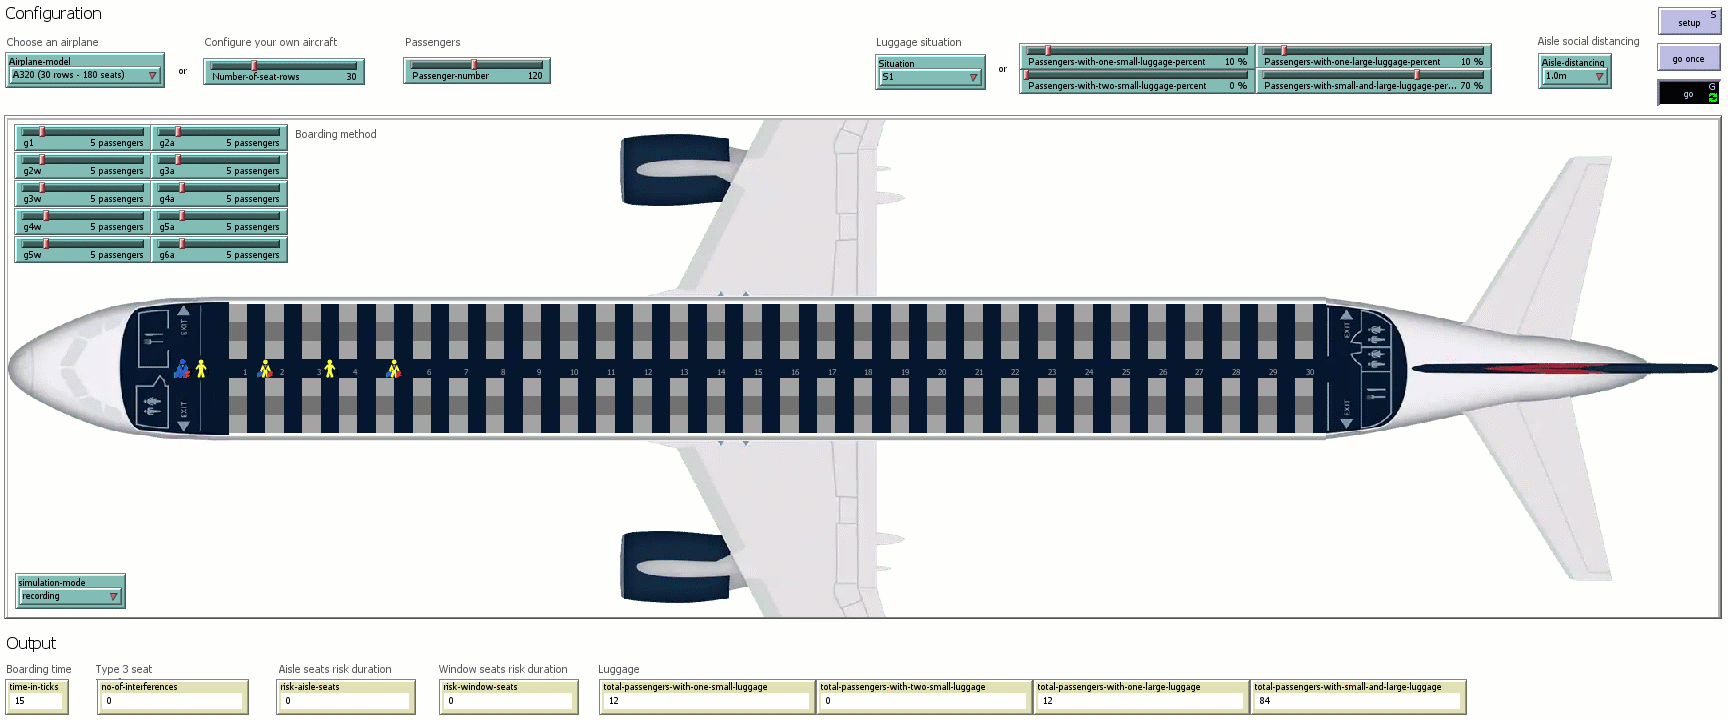 Configuration
Choose an airplane
Airplane-model
A320 (30 rows - 180 seats)
or
Configure your own aircraft
Number-of-seat-rows 30
Passengers
Passenger-number 120
Luggage situation
Situation
S1
or
Passengers-with-one-small-luggage-percent 10 %
Passengers-with-one-large-luggage-percent 10 %
Passengers-with-two-small-luggage-percent 0 %
Passengers-with-small-and-large-luggage-per... 70 %
Aisle social distancing
Aisle-distancing
1.0m
S
setup
go once
G
go
g1 5 passengers
g2a 5 passengers
Boarding method
g2w 5 passengers
g3a 5 passengers
g3w 5 passengers
g4a 5 passengers
g4w 5 passengers
g5a 5 passengers
g5w 5 passengers
g6a 5 passengers
EXIT
EXIT
1 2 3 4 6 7 8 9 10 11 12 13 14 15 16 17 18 19 20 21 22 23 24 25 26 27 28 29 30
EXIT
EXIT
simulation-mode
recording
Output
Boarding time
time-in-ticks
15
Type 3 seat
no-of-interferences
0
Aisle seats risk duration
risk-aisle-seats
0
Window seats risk duration
risk-window-seats
0
Luggage
total-passengers-with-one-small-luggage
12
total-passengers-with-two-small-luggage
0
total-passengers-with-one-large-luggage
12
total-passengers-with-small-and-large-luggage
84